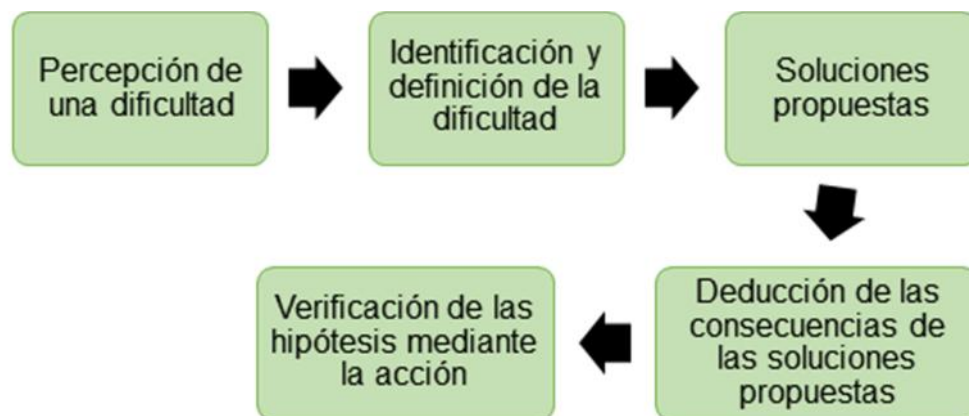 Percepción de
una dificultad
Identificación y
definición de la
dificultad
Soluciones
propuestas
Deducción de las
consecuencias de
las soluciones
propuestas
Verificación de las
hipótesis mediante
la acción